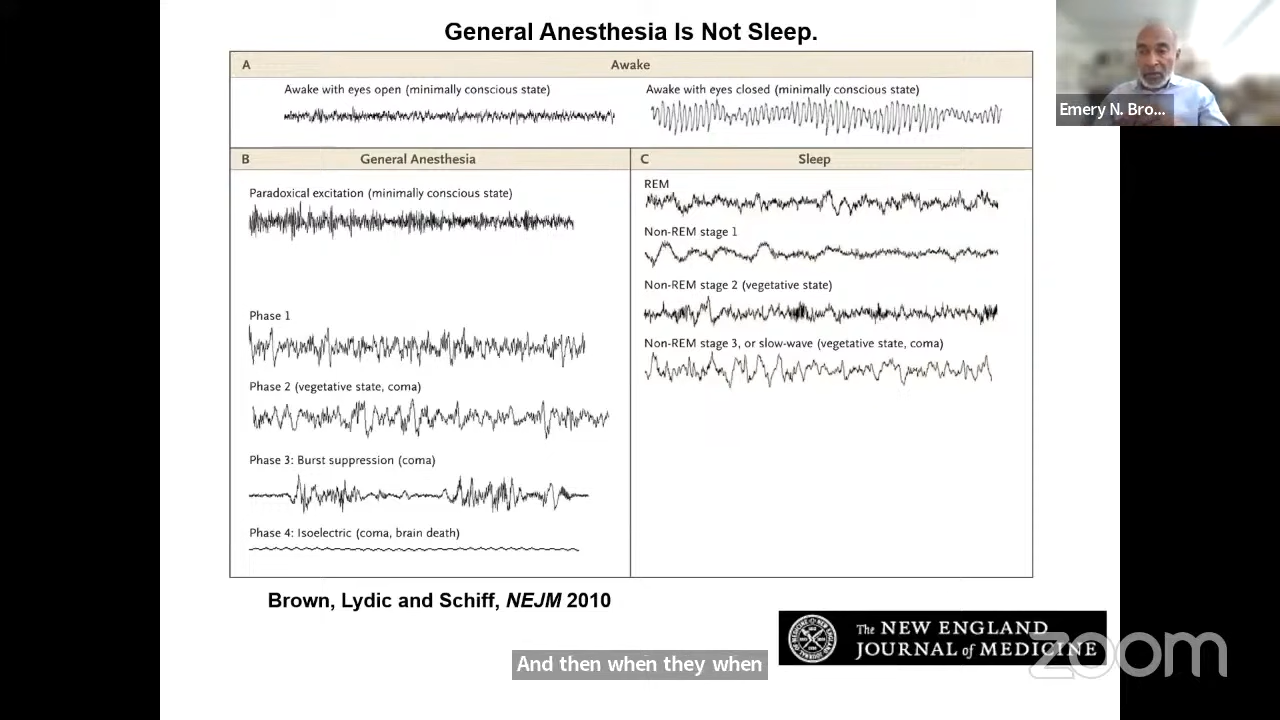 General Anesthesia Is Not Sleep.
Emery N. Bro...
A Awake
Awake with eyes open (minimally conscious state)
Awake with eyes closed (minimally conscious state)
B General Anesthesia
Paradoxical excitation (minimally conscious state)
Phase 1
Phase 2 (vegetative state, coma)
Phase 3: Burst suppression (coma)
Phase 4: Isoelectric (coma, brain death)
C Sleep
REM
Non-REM stage 1
Non-REM stage 2 (vegetative state)
Non-REM stage 3, or slow-wave (vegetative state, coma)
Brown, Lydic and Schiff, NEJM 2010
The NEW ENGLAND
JOURNAL of MEDICINE
zoom
And then when they when